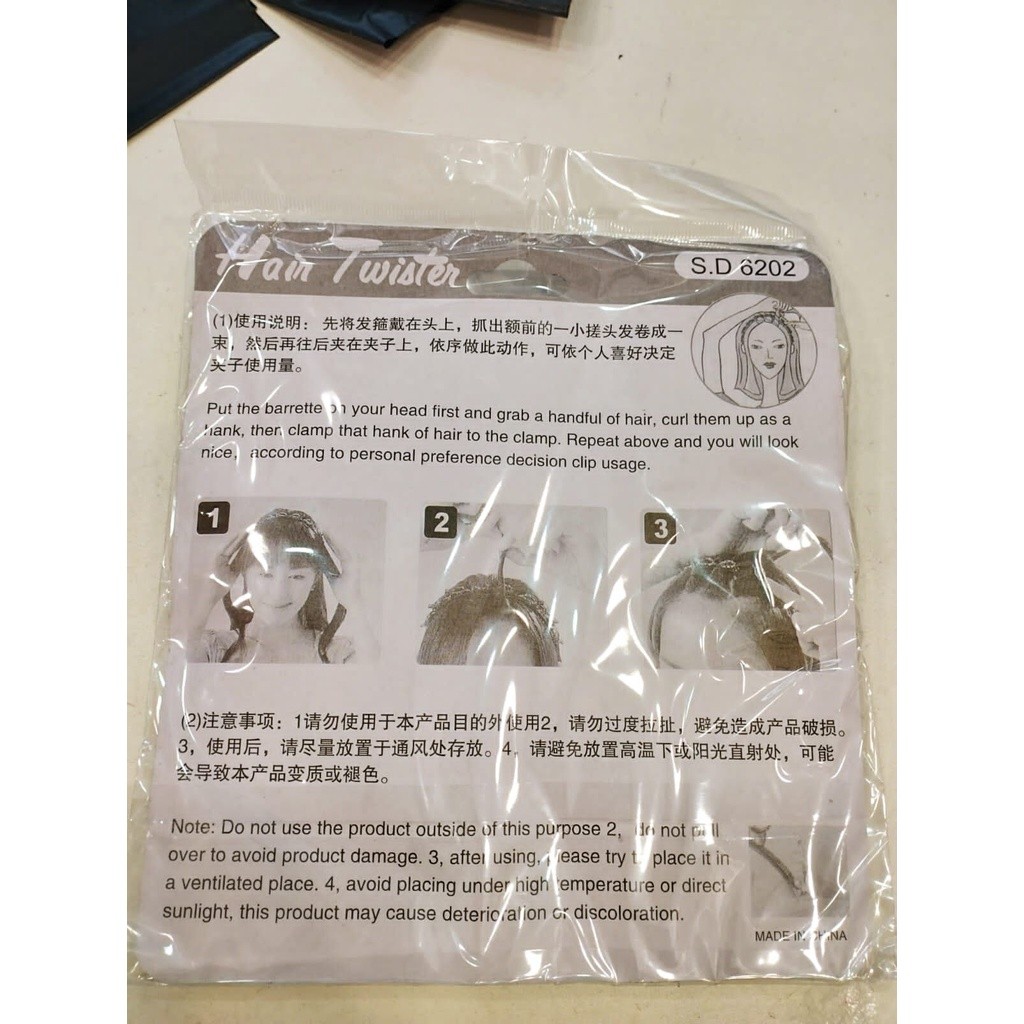 Hair Twister
S.D 6202
(1)使用说明：先将发箍戴在头上，抓出额前的一小搓头发卷成一
束，然后再往后夹在夹子上，依序做此动作，可依个人喜好决定
夹子使用量。
Put the barrette on your head first and grab a handful of hair, curl them up as a
hank, then clamp that hank of hair to the clamp. Repeat above and you will look
nice, according to personal preference decision clip usage.
1
2
3
(2)注意事项：1请勿使用于本产品目的外使用2，请勿过度拉扯，避免造成产品破损。
3，使用后，请尽量放置于通风处存放。4，请避免放置高温下或阳光直射处，可能
会导致本产品变质或褪色。
Note: Do not use the product outside of this purpose 2, do not pull
over to avoid product damage. 3, after using, please try to place it in
a ventilated place. 4, avoid placing under high temperature or direct
sunlight, this product may cause deterioration or discoloration.
MADE IN CHINA